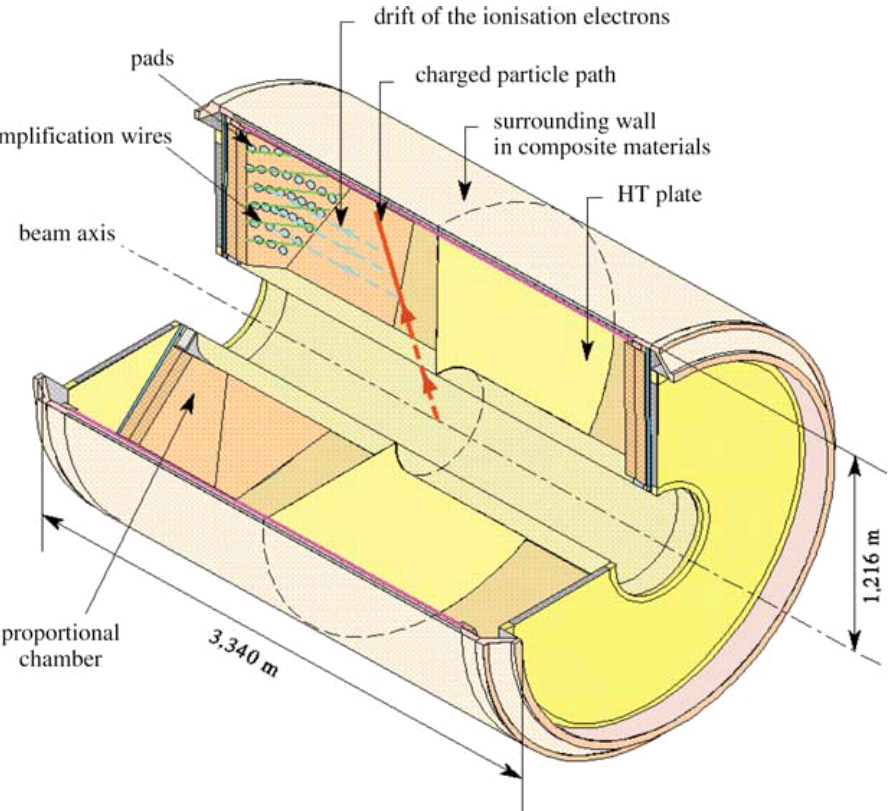 drift of the ionisation electrons
pads
charged particle path
mplification wires
surrounding wall
in composite materials
HT plate
beam axis
1,216 m
proportional
chamber
3,340 m